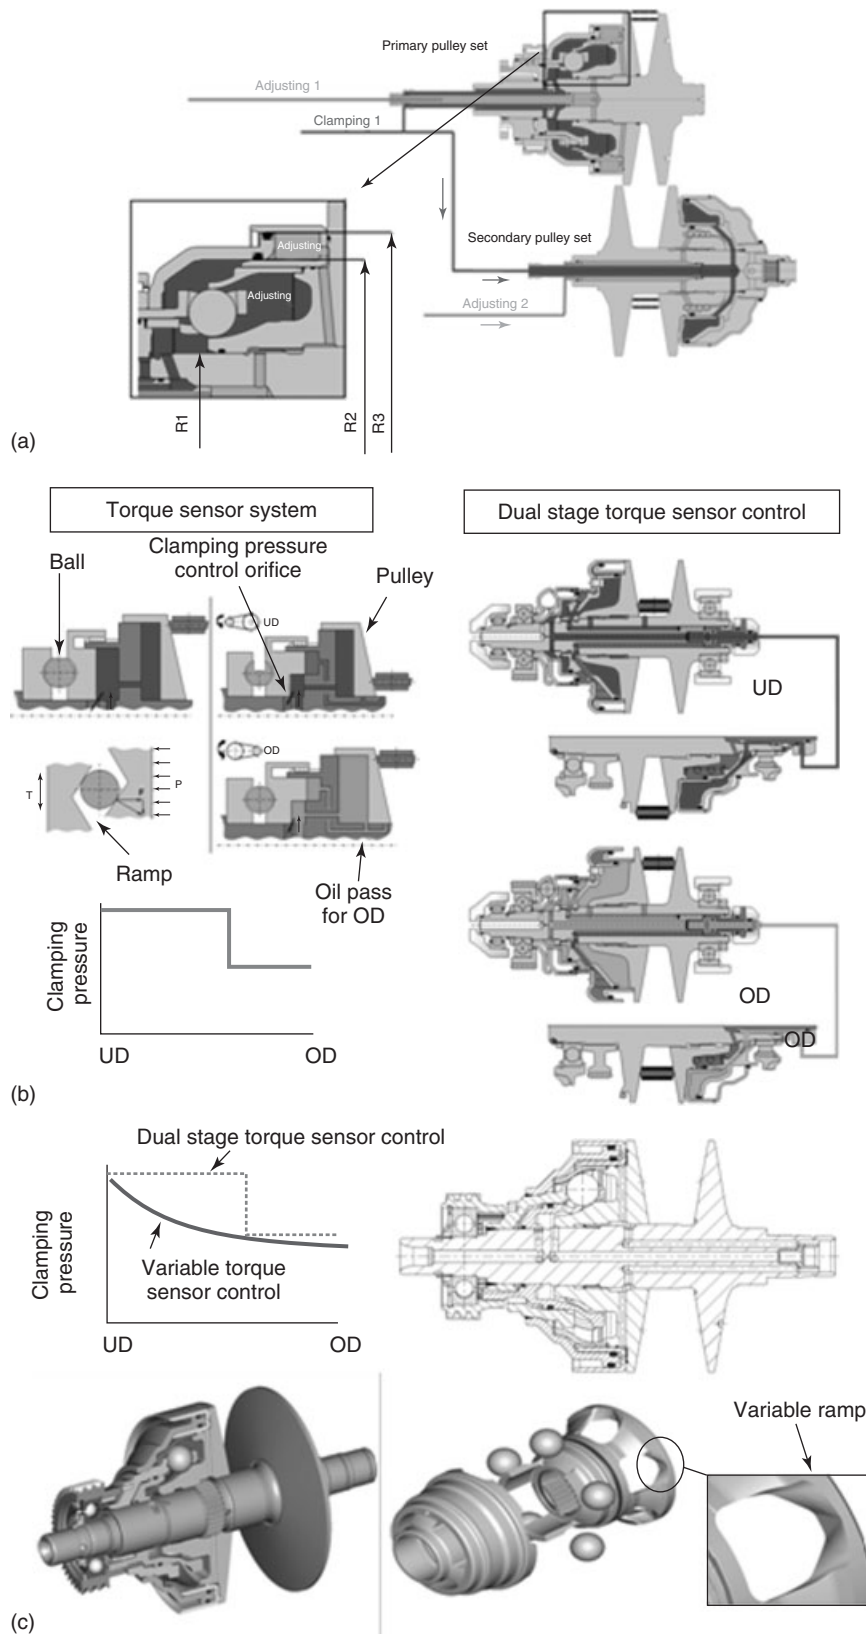 Primary pulley set
Adjusting 1
Clamping 1
Secondary pulley set
Adjusting
Adjusting
Adjusting 2
R1
R2
R3
(a)
Torque sensor system
Dual stage torque sensor control
Clamping pressure
control orifice
Ball
Pulley
UD
UD
OD
T
P
Ramp
Oil pass
for OD
Clamping
pressure
UD
OD
OD
OD
(b)
Dual stage torque sensor control
Clamping
pressure
Variable torque
sensor control
UD
OD
Variable ramp
(c)